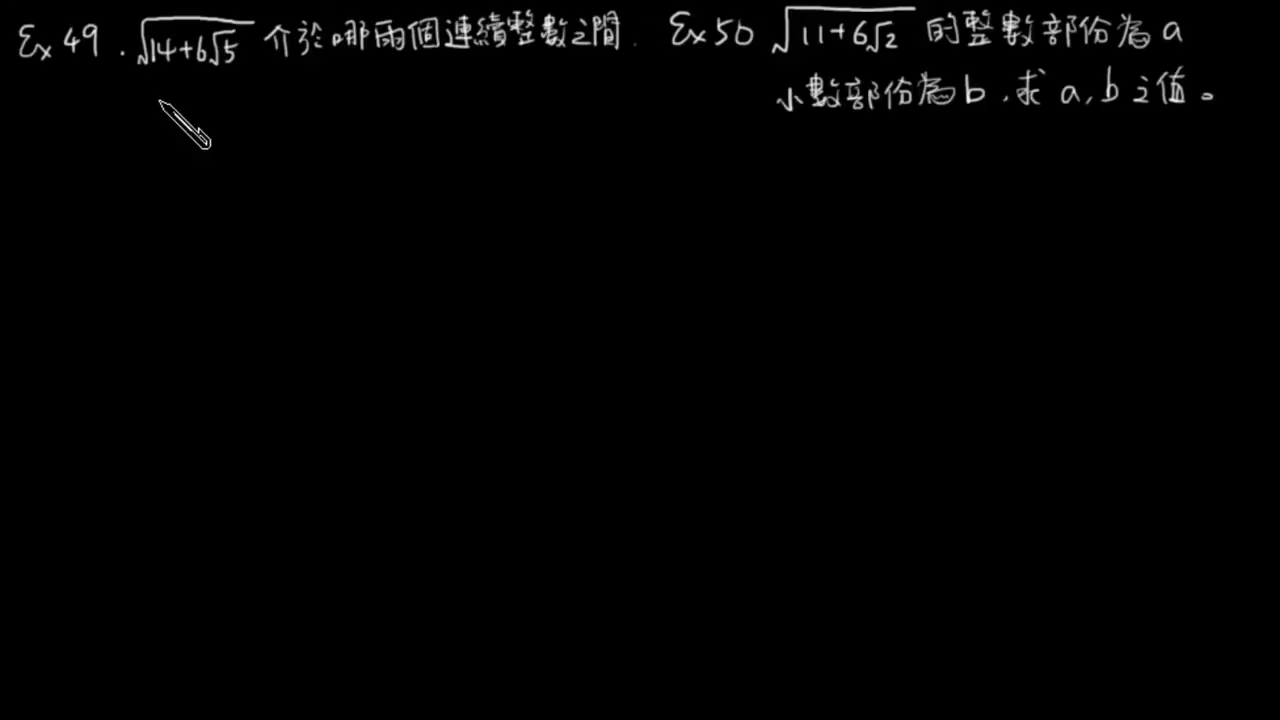 Ex 49 . √(14+6√5) 介於哪兩個連續整數之間.
Ex 50 √(11+6√2) 的整數部份為 a
小數部份為 b , 求 a, b 之值。